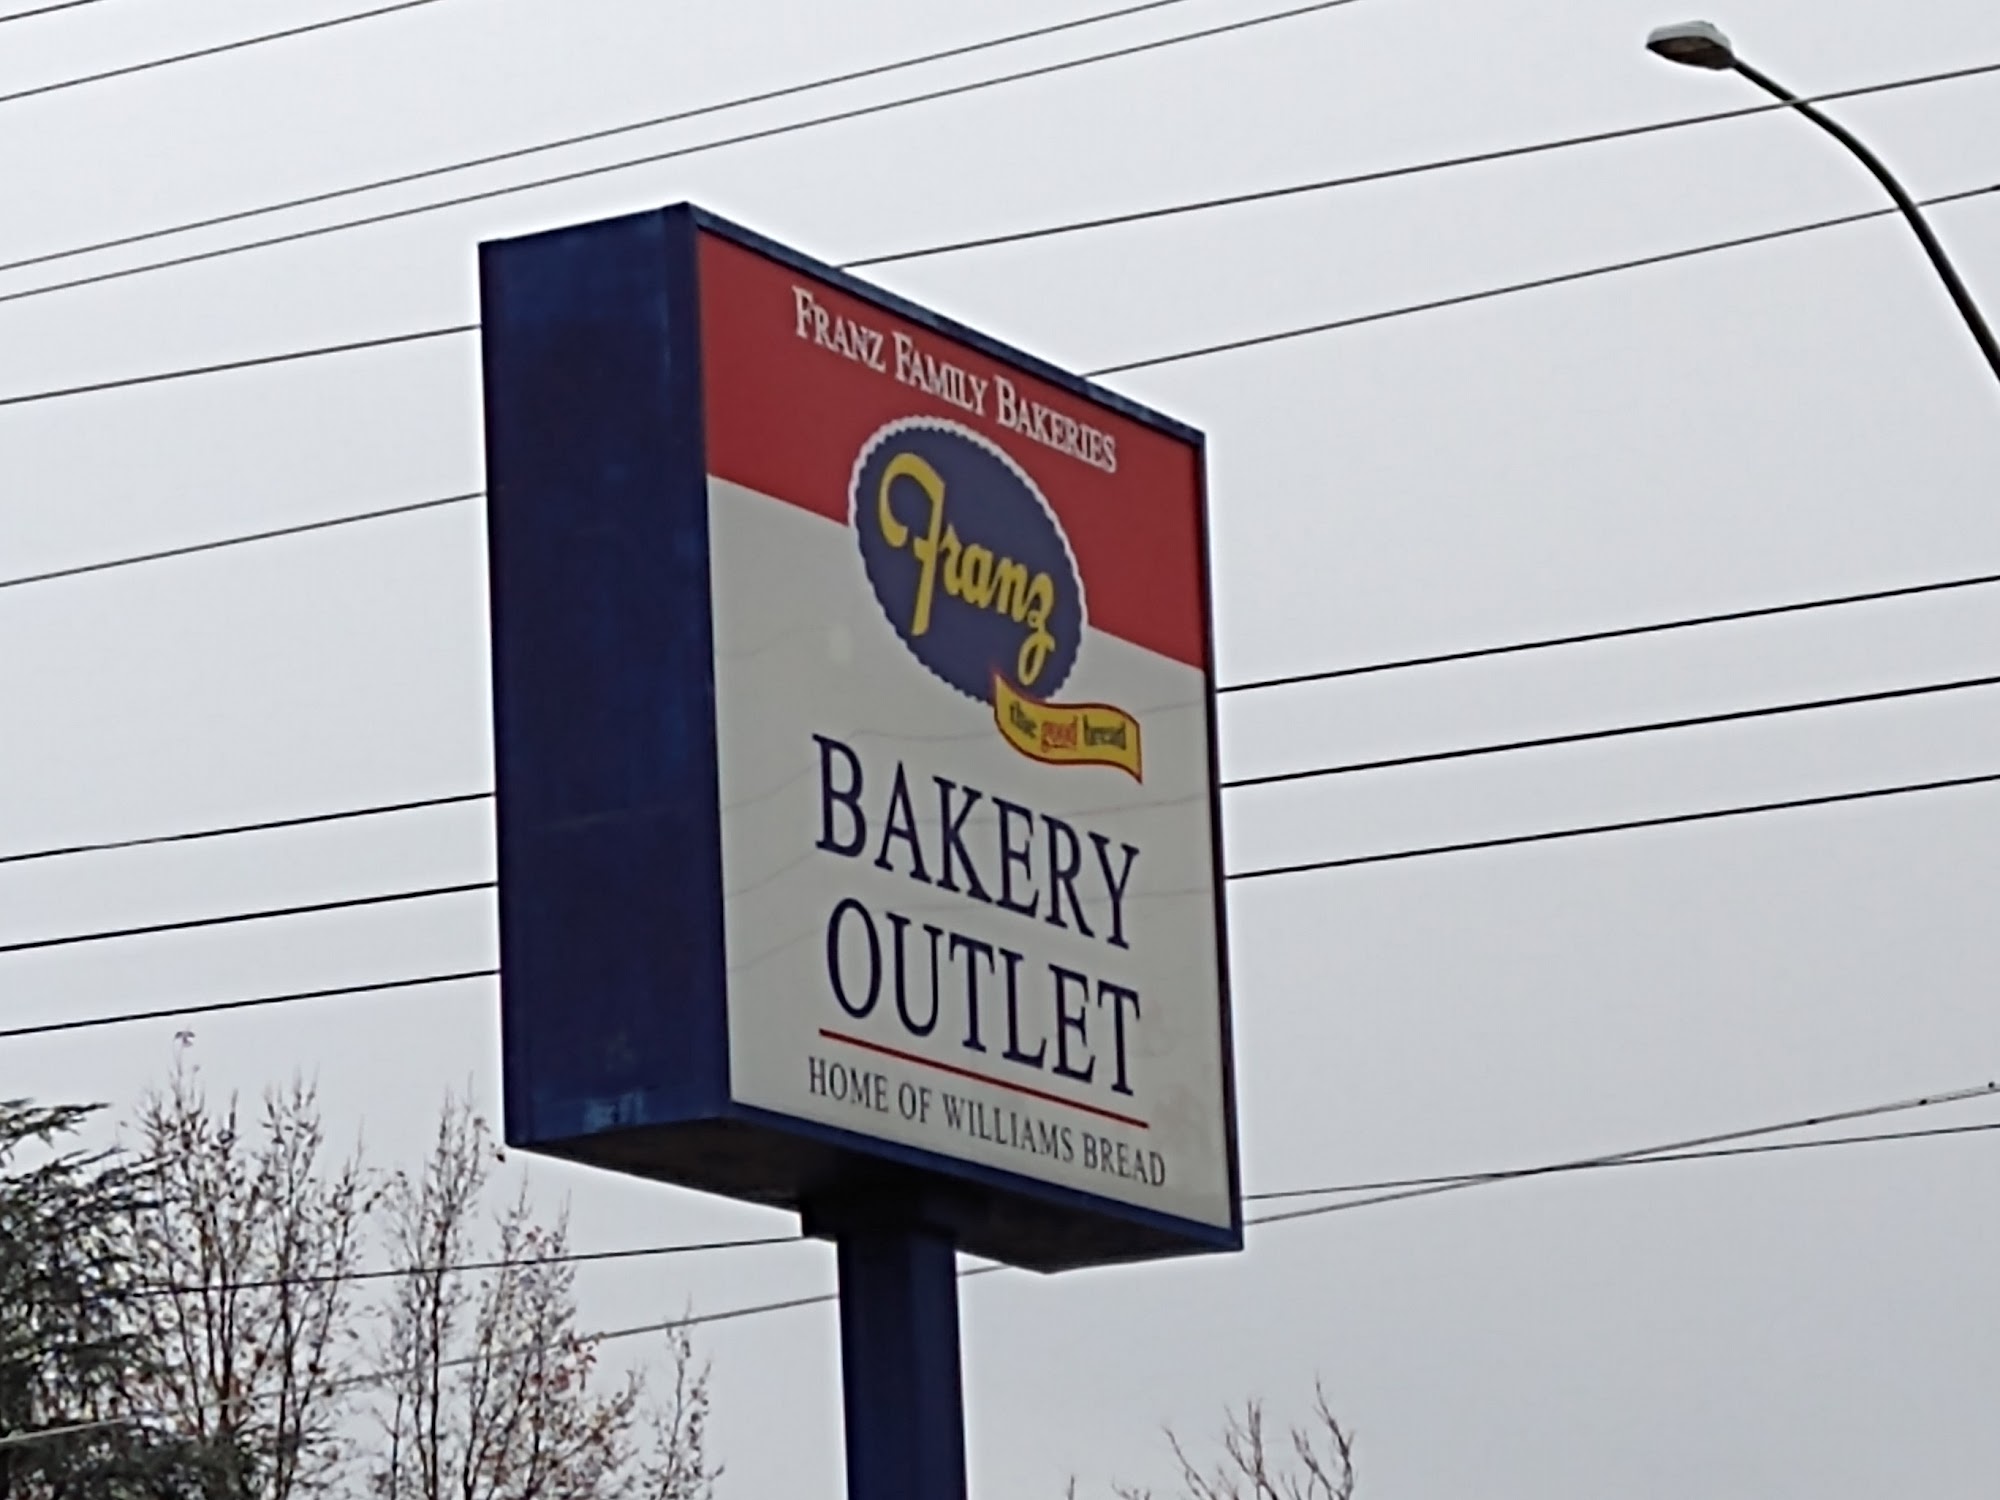 FRANZ FAMILY BAKERIES
Franz
the good bread
BAKERY
OUTLET
HOME OF WILLIAMS BREAD